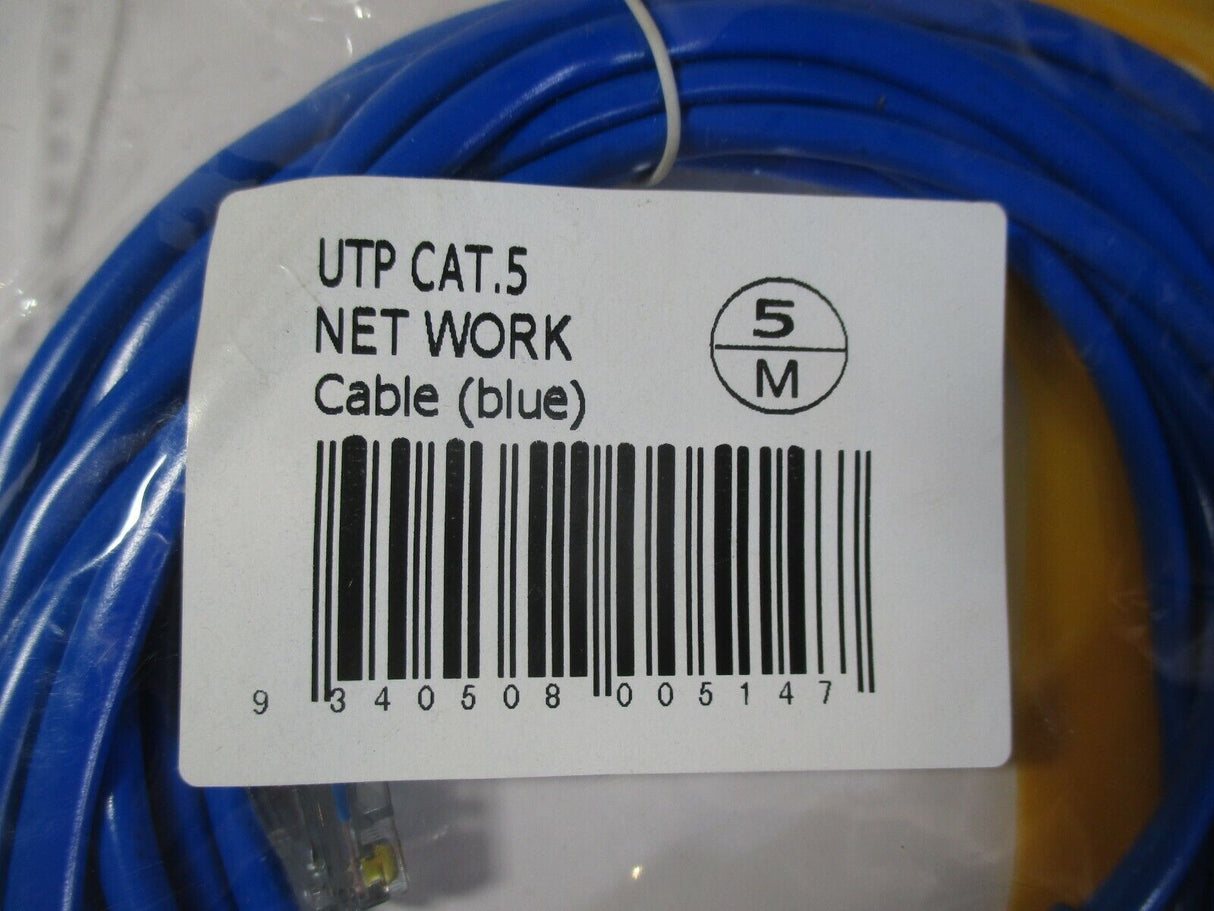 UTP CAT.5
NET WORK
Cable (blue)
5
M
9 340508 005147